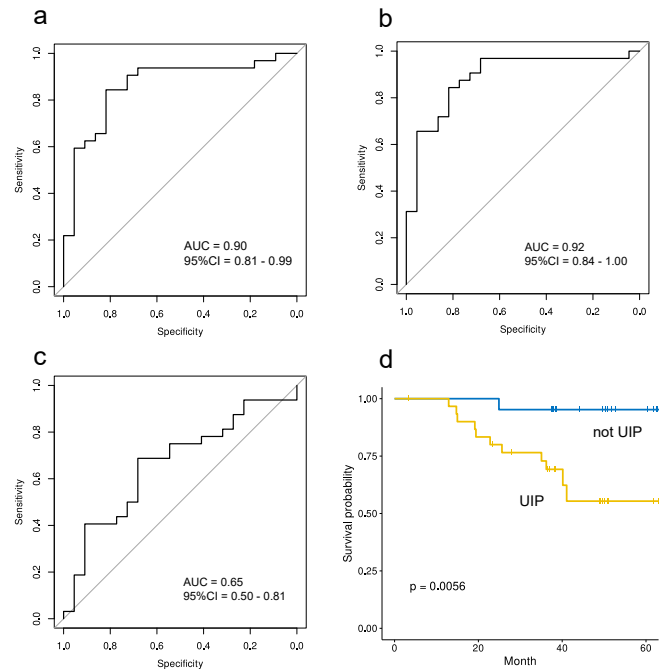 a
1.0
0.8
0.6
0.4
0.2
0.0
Sensitivity
AUC = 0.90
95%CI = 0.81 - 0.99
1.0 0.8 0.6 0.4 0.2 0.0
Specificity
b
1.0
0.8
0.6
0.4
0.2
0.0
Sensitivity
AUC = 0.92
95%CI = 0.84 - 1.00
1.0 0.8 0.6 0.4 0.2 0.0
Specificity
c
1.0
0.8
0.6
0.4
0.2
0.0
Sensitivity
AUC = 0.65
95%CI = 0.50 - 0.81
1.0 0.8 0.6 0.4 0.2 0.0
Specificity
d
1.00
0.75
0.50
0.25
0.00
Survival probability
not UIP
UIP
p = 0.0056
0 20 40 60
Month